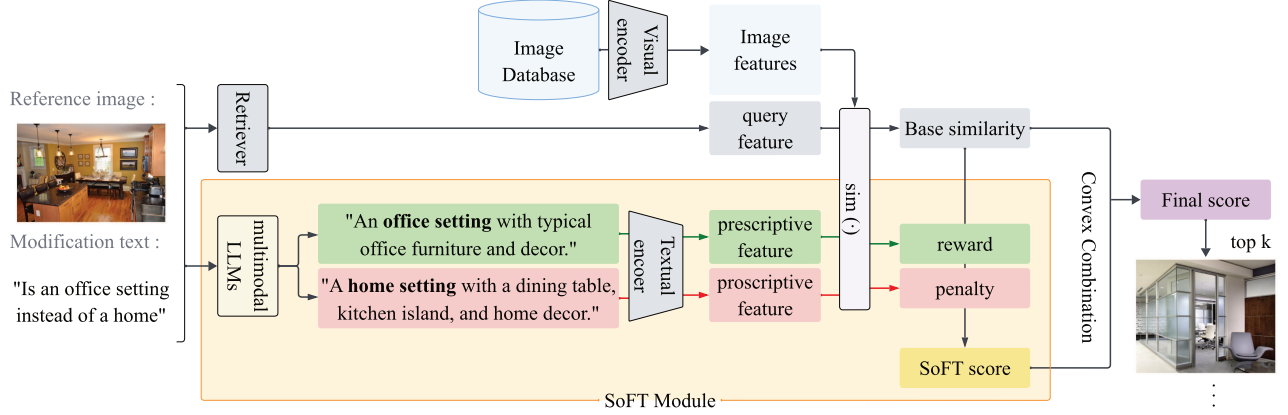 Reference image :
Modification text :
"Is an office setting
instead of a home"
Retriever
multimodal
LLMs
Image
Database
Visual
encoder
Image
features
query
feature
"An office setting with typical
office furniture and decor."
"A home setting with a dining table,
kitchen island, and home decor."
Textual
encoer
prescriptive
feature
proscriptive
feature
sim (·)
Base similarity
reward
penalty
SoFT score
SoFT Module
Convex Combination
Final score
top k